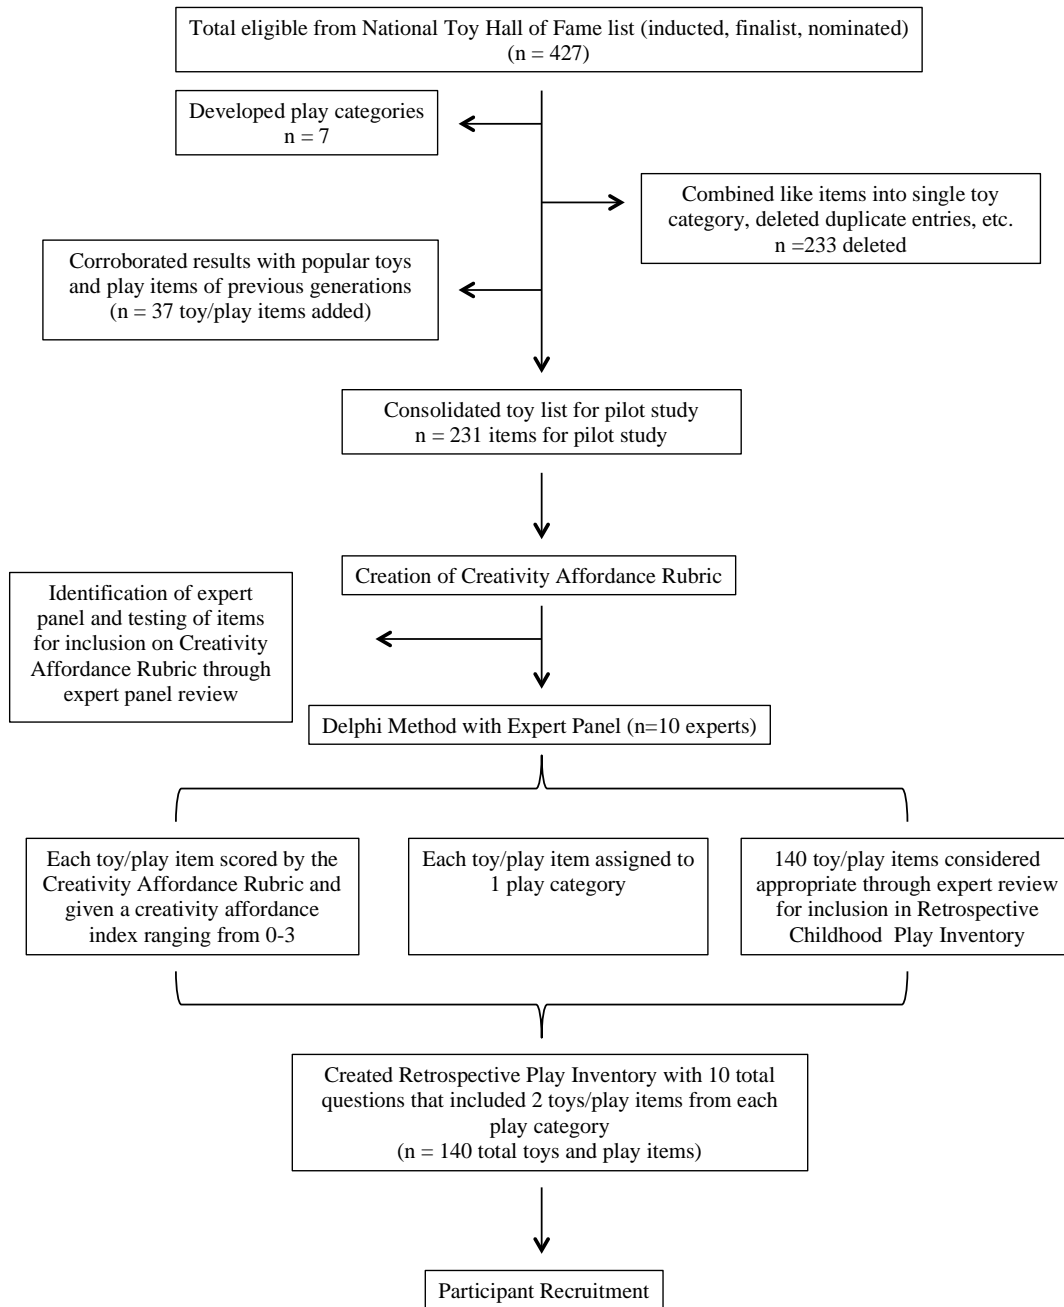 Total eligible from National Toy Hall of Fame list (inducted, finalist, nominated)
(n = 427)
Developed play categories
n = 7
Combined like items into single toy
category, deleted duplicate entries, etc.
n =233 deleted
Corroborated results with popular toys
and play items of previous generations
(n = 37 toy/play items added)
Consolidated toy list for pilot study
n = 231 items for pilot study
Creation of Creativity Affordance Rubric
Identification of expert
panel and testing of items
for inclusion on Creativity
Affordance Rubric through
expert panel review
Delphi Method with Expert Panel (n=10 experts)
Each toy/play item scored by the
Creativity Affordance Rubric and
given a creativity affordance
index ranging from 0-3
Each toy/play item assigned to
1 play category
140 toy/play items considered
appropriate through expert review
for inclusion in Retrospective
Childhood  Play Inventory
Created Retrospective Play Inventory with 10 total
questions that included 2 toys/play items from each
play category
(n = 140 total toys and play items)
Participant Recruitment